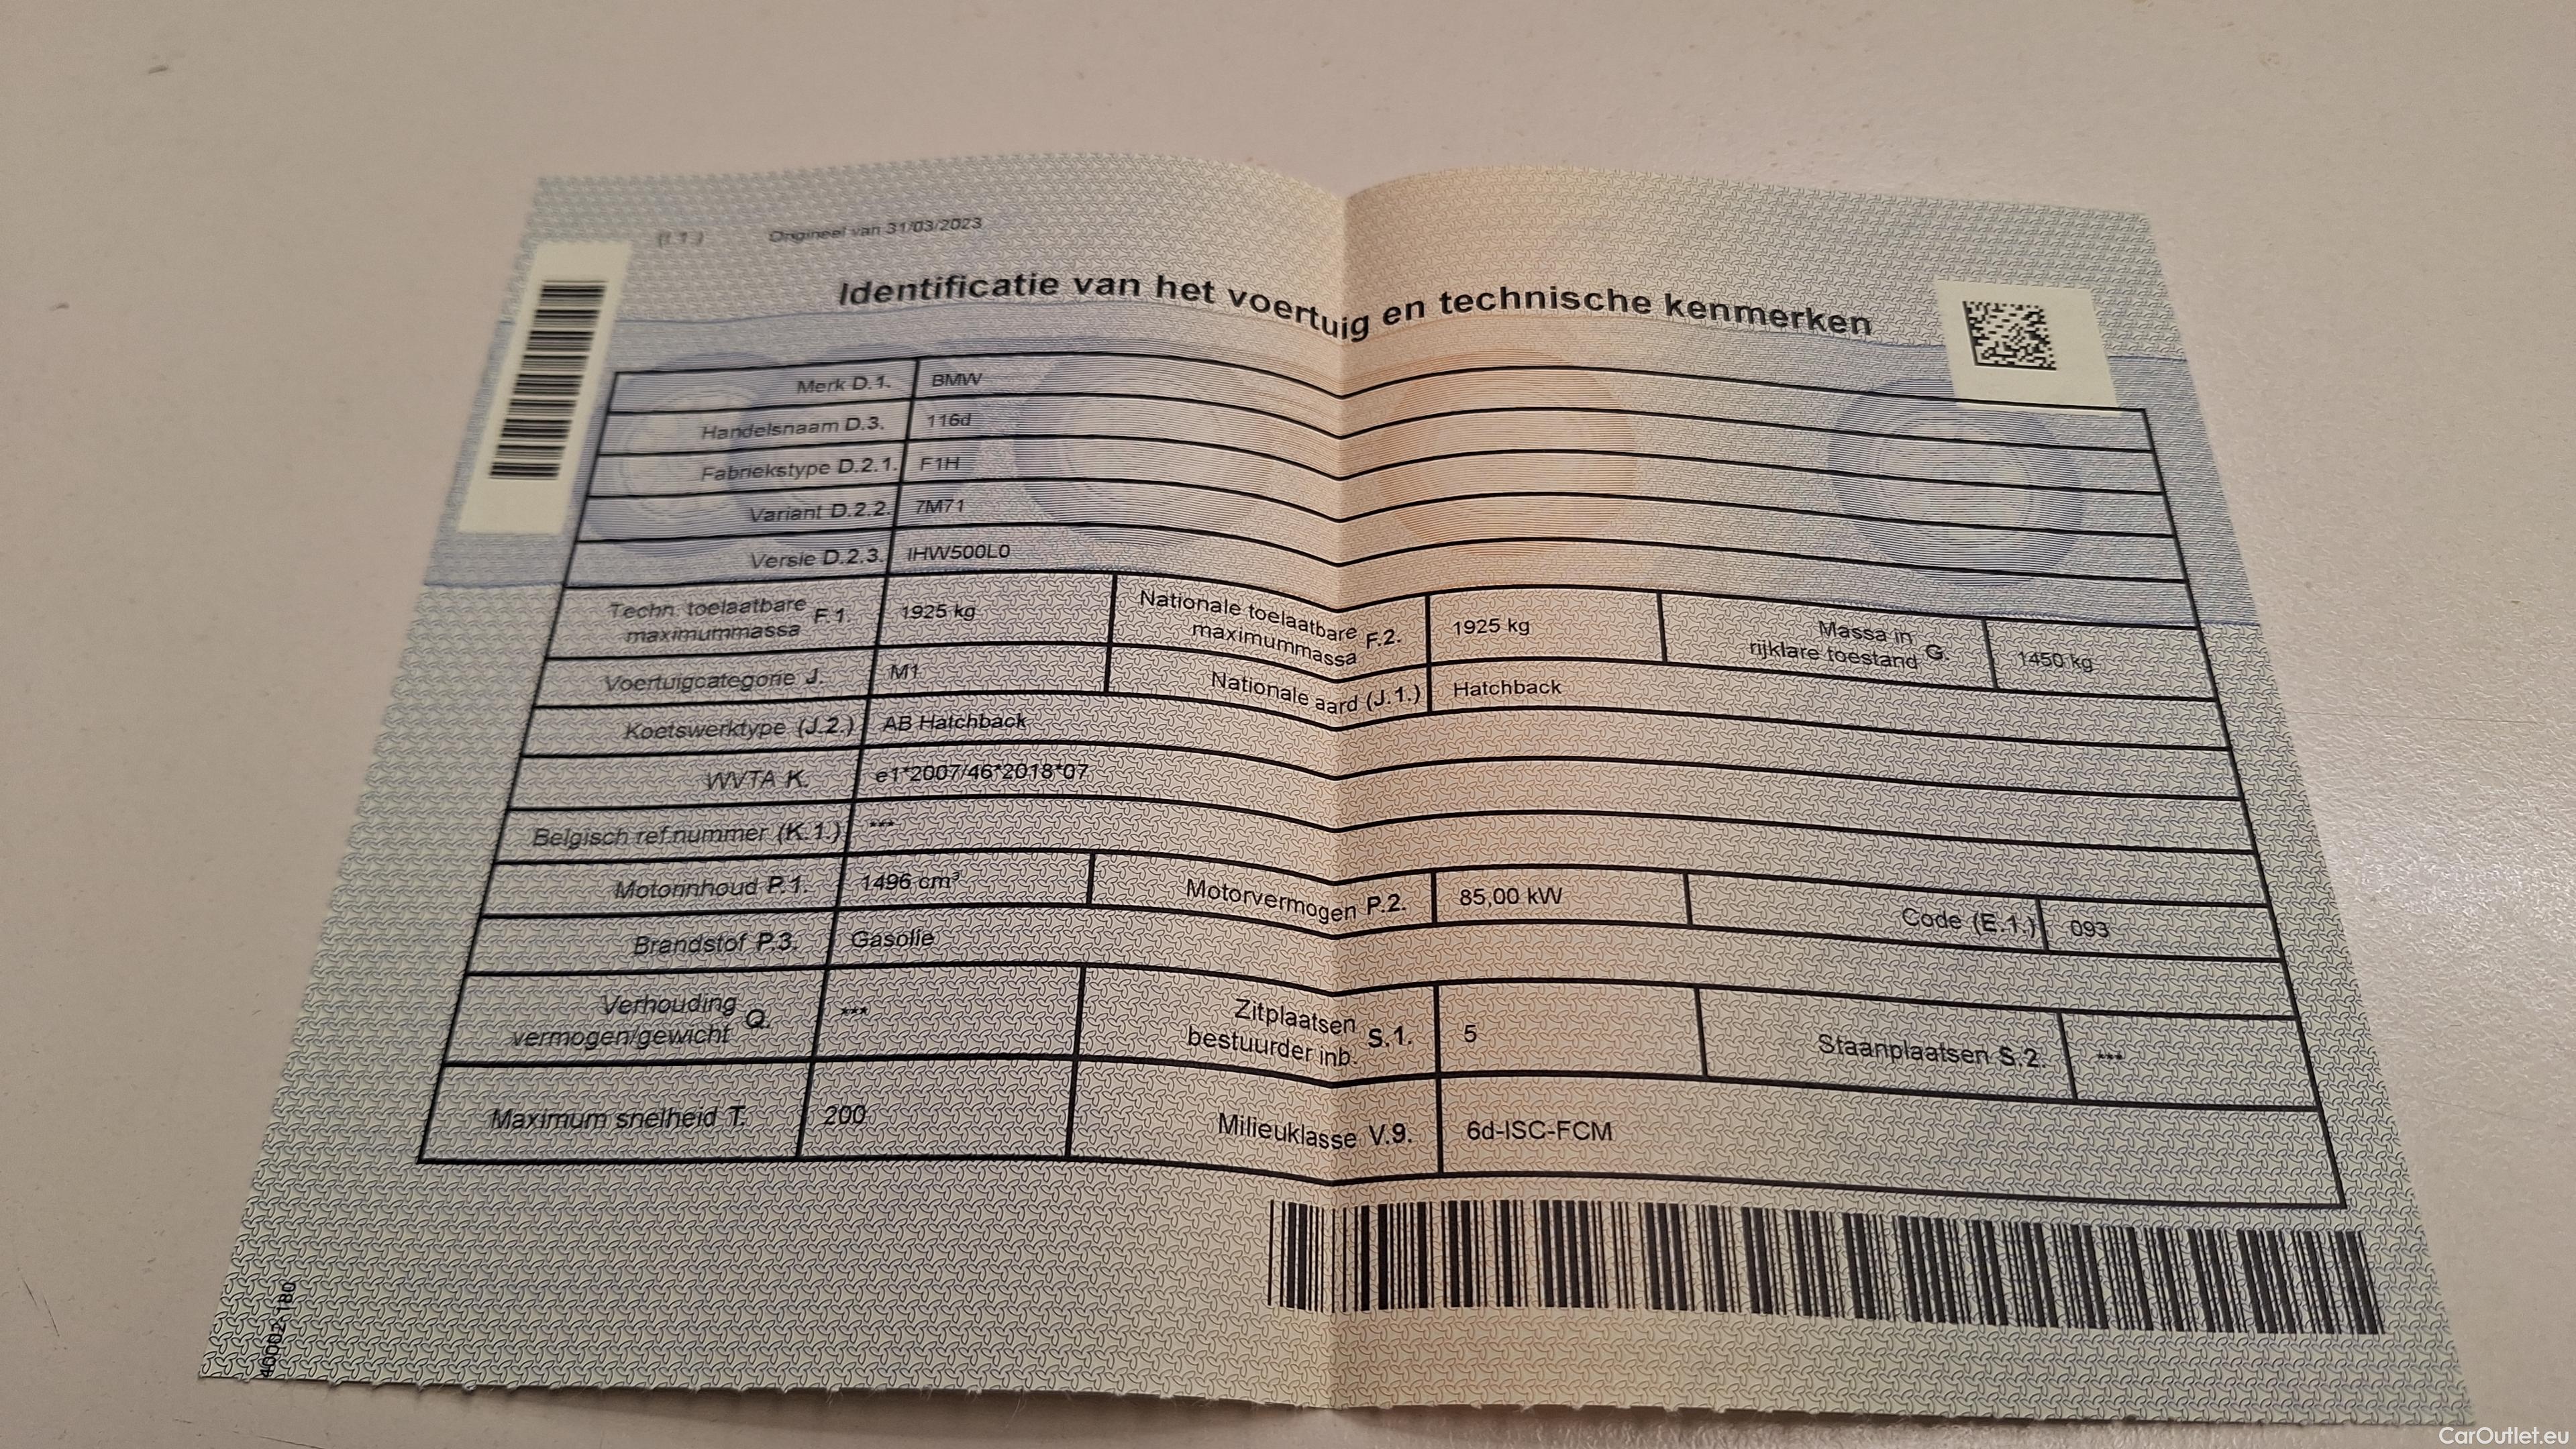 (I.1.) Origineel van 31/03/2023
Identificatie van het voertuig en technische kenmerken
Merk D.1. BMW
Handelsnaam D.3. 116d
Fabriekstype D.2.1. F1H
Variant D.2.2. 7M71
Versie D.2.3. IHW500L0
Techn. toelaatbare maximummassa F.1. 1925 kg Nationale toelaatbare maximummassa F.2. 1925 kg Massa in rijklare toestand G. 1450 kg
Voertuigcategorie J. M1 Nationale aard (J.1.) Hatchback
Koetswerktype (J.2.) AB Hatchback
WVTA K. e1*2007/46*2018*07
Belgisch ref.nummer (K.1.) ***
Motorinhoud P.1. 1496 cm³ Motorvermogen P.2. 85,00 kW Code (E.1.) 093
Brandstof P.3. Gasolie
Verhouding vermogen/gewicht Q. *** Zitplaatsen bestuurder inb. S.1. 5 Staanplaatsen S.2. ***
Maximum snelheid T. 200 Milieuklasse V.9. 6d-ISC-FCM
40002-180
CarOutlet.eu